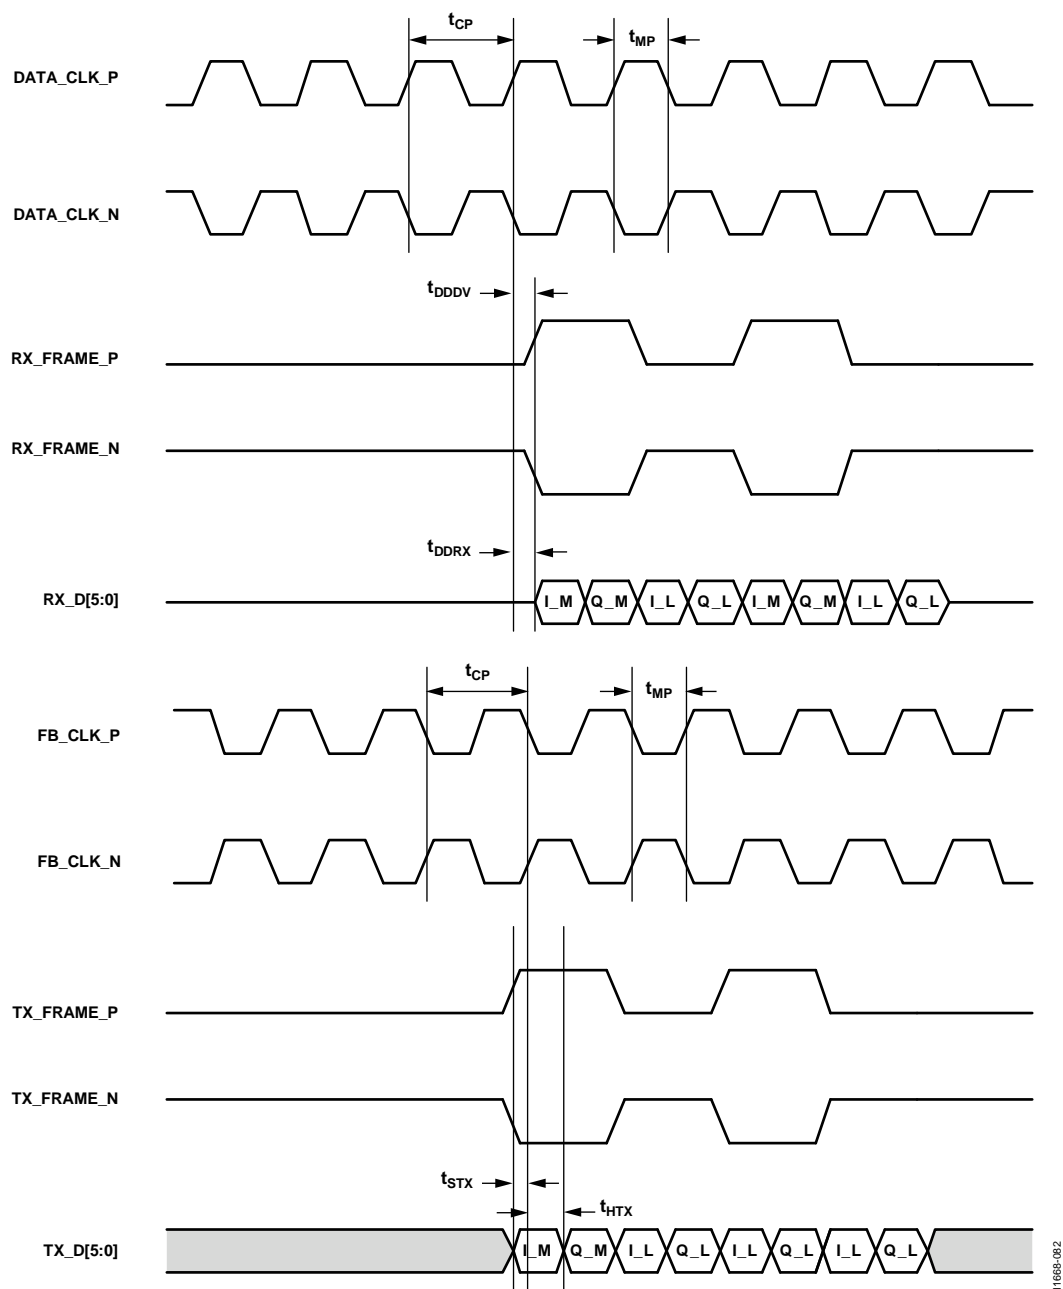 tCP
tMP
DATA_CLK_P
DATA_CLK_N
tDDDV
RX_FRAME_P
RX_FRAME_N
tDDRX
RX_D[5:0]
I_M Q_M I_L Q_L I_M Q_M I_L Q_L
tCP
tMP
FB_CLK_P
FB_CLK_N
TX_FRAME_P
TX_FRAME_N
tSTX
tHTX
TX_D[5:0]
I_M Q_M I_L Q_L I_L Q_L I_L Q_L
11668-082